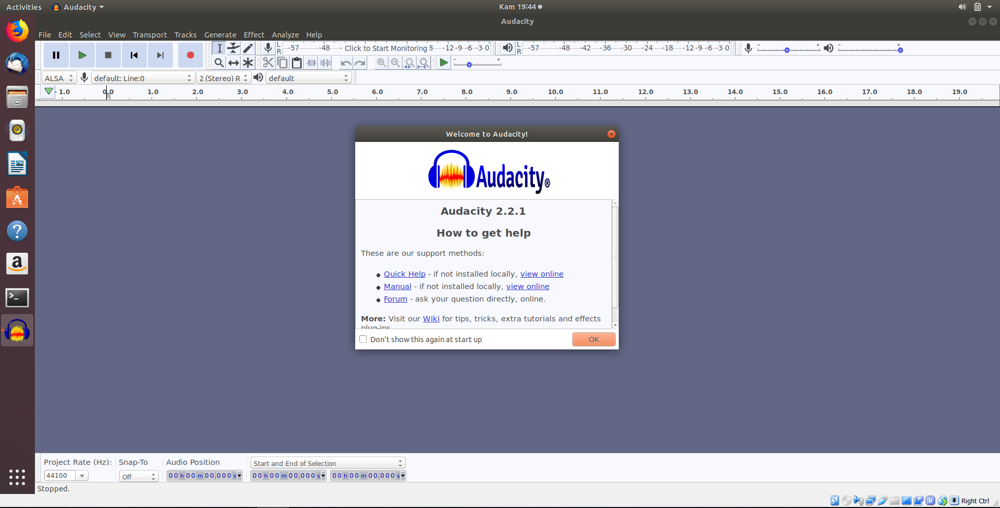 Activities Audacity Kam 19:44
Audacity
File Edit Select View Transport Tracks Generate Effect Analyze Help
L -57 -48 - Click to Start Monitoring 8 -12 -9 -6 -3 0 L -57 -48 -42 -36 -30 -24 -18 -12 -9 -6 -3 0 - + - +
R R
- +
ALSA default: Line:0 2 (Stereo) R default
- 1.0 0.0 1.0 2.0 3.0 4.0 5.0 6.0 7.0 8.0 9.0 10.0 11.0 12.0 13.0 14.0 15.0 16.0 17.0 18.0 19.0
Welcome to Audacity!
Audacity®
Audacity 2.2.1
How to get help
These are our support methods:
Quick Help - if not installed locally, view online
Manual - if not installed locally, view online
Forum - ask your question directly, online.
More: Visit our Wiki for tips, tricks, extra tutorials and effects
plug-ins
Don't show this again at start up OK
Project Rate (Hz): Snap-To Audio Position Start and End of Selection
44100 Off 00 h 00 m 00.000 s 00 h 00 m 00.000 s 00 h 00 m 00.000 s
Stopped.
Right Ctrl